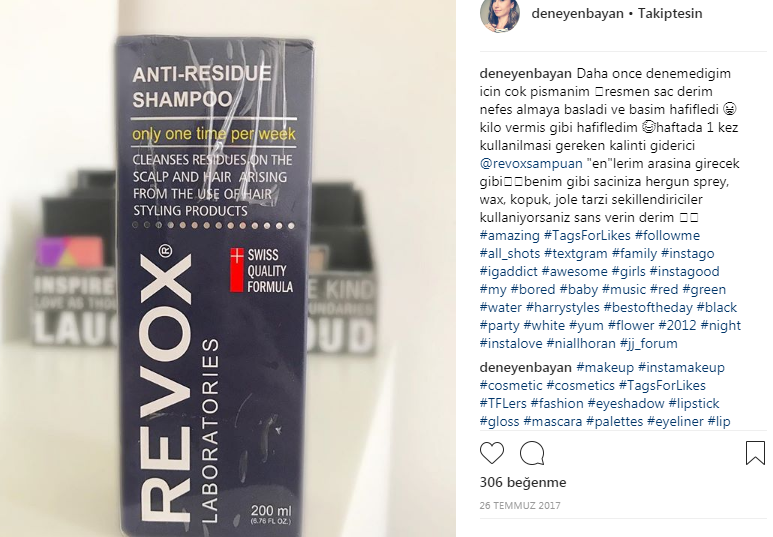 ANTI-RESIDUE
SHAMPOO
only one time per week
CLEANSES RESIDUES ON THE
SCALP AND HAIR ARISING
FROM THE USE OF HAIR
STYLING PRODUCTS
REVOX®
LABORATORIES
SWISS
QUALITY
FORMULA
200 ml
(6.76 FL OZ.)
INSPIRE
LOVE AS THOU
LAUG
E KIND
OUD
deneyenbayan • Takiptesin
deneyenbayan Daha once denemedigim
icin cok pismanim resmen sac derim
nefes almaya basladi ve basim hafifledi 😀
kilo vermis gibi hafifledim 😂haftada 1 kez
kullanilmasi gereken kalinti giderici
@revoxsampuan "en"lerim arasina girecek
gibi benim gibi saciniza hergun sprey,
wax, kopuk, jole tarzi sekillendiriciler
kullaniyorsaniz sans verin derim
#amazing #TagsForLikes #followme
#all_shots #textgram #family #instago
#igaddict #awesome #girls #instagood
#my #bored #baby #music #red #green
#water #harrystyles #bestoftheday #black
#party #white #yum #flower #2012 #night
#instalove #niallhoran #jj_forum
deneyenbayan #makeup #instamakeup
#cosmetic #cosmetics #TagsForLikes
#TFLers #fashion #eyeshadow #lipstick
#gloss #mascara #palettes #eyeliner #lip
306 beğenme
26 TEMMUZ 2017